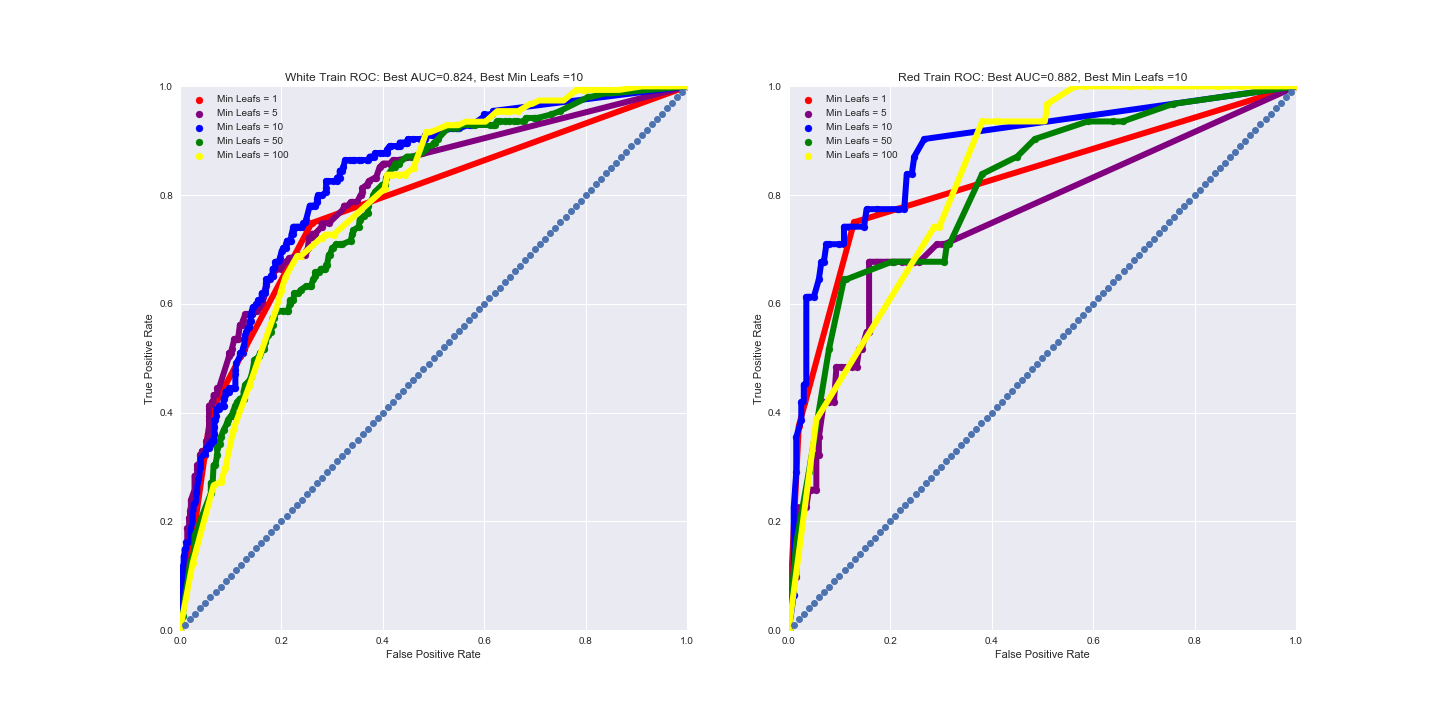 White Train ROC: Best AUC=0.824, Best Min Leafs =10
1.0
0.8
0.6
0.4
0.2
0.0
True Positive Rate
Min Leafs = 1
Min Leafs = 5
Min Leafs = 10
Min Leafs = 50
Min Leafs = 100
0.0 0.2 0.4 0.6 0.8 1.0
False Positive Rate
Red Train ROC: Best AUC=0.882, Best Min Leafs =10
1.0
0.8
0.6
0.4
0.2
0.0
True Positive Rate
Min Leafs = 1
Min Leafs = 5
Min Leafs = 10
Min Leafs = 50
Min Leafs = 100
0.0 0.2 0.4 0.6 0.8 1.0
False Positive Rate